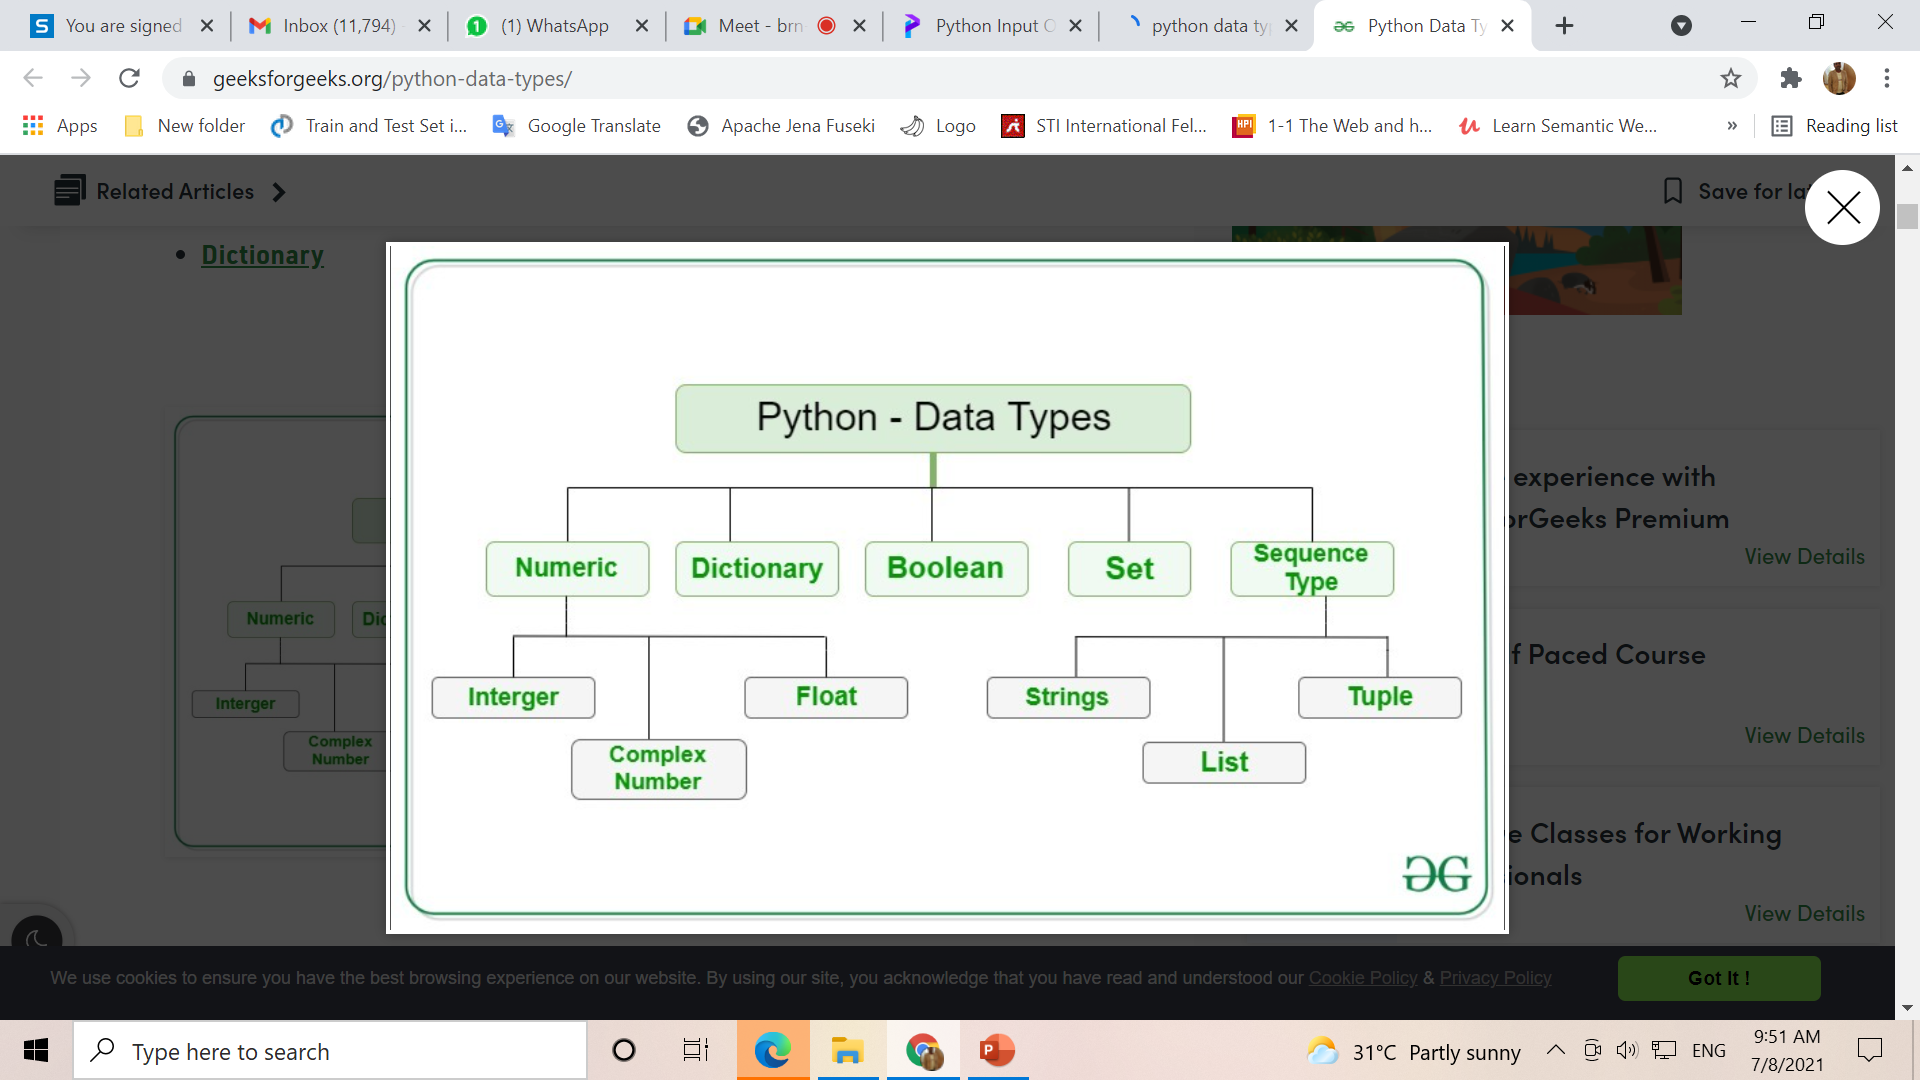 You are signed
Inbox (11,794)
(1) WhatsApp
Meet - brn
Python Input O
python data ty
Python Data Ty
geeksforgeeks.org/python-data-types/
Apps
New folder
Train and Test Set i...
Google Translate
Apache Jena Fuseki
Logo
STI International Fel...
HPI
1-1 The Web and h...
Learn Semantic We...
»
Reading list
Related Articles
Save for la
Dictionary
Python - Data Types
Numeric
Dictionary
Boolean
Set
Sequence
Type
Interger
Float
Strings
Tuple
Complex
Number
List
Numeric
Dic
Interger
Complex
Number
experience with
orGeeks Premium
View Details
f Paced Course
View Details
e Classes for Working
ionals
View Details
We use cookies to ensure you have the best browsing experience on our website. By using our site, you acknowledge that you have read and understood our Cookie Policy & Privacy Policy
Got It !
Type here to search
31°C Partly sunny
ENG
9:51 AM
7/8/2021